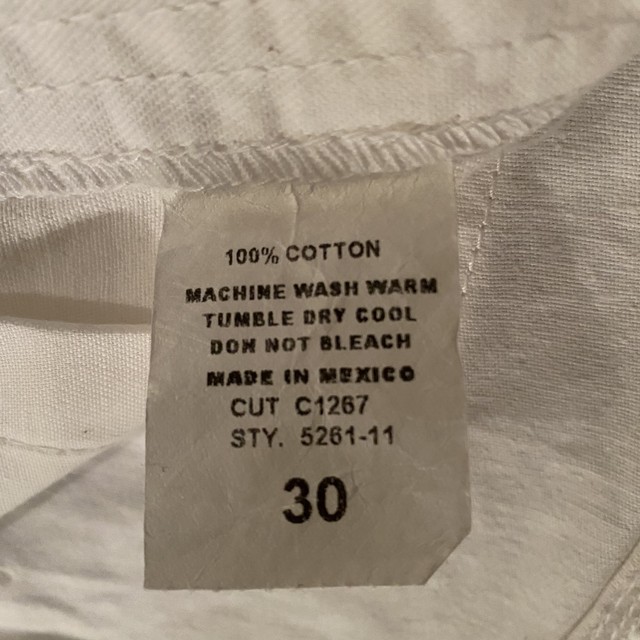 100% COTTON
MACHINE WASH WARM
TUMBLE DRY COOL
DOH NOT BLEACH
MADE IN MEXICO
CUT C1267
STY. 5261-11
30